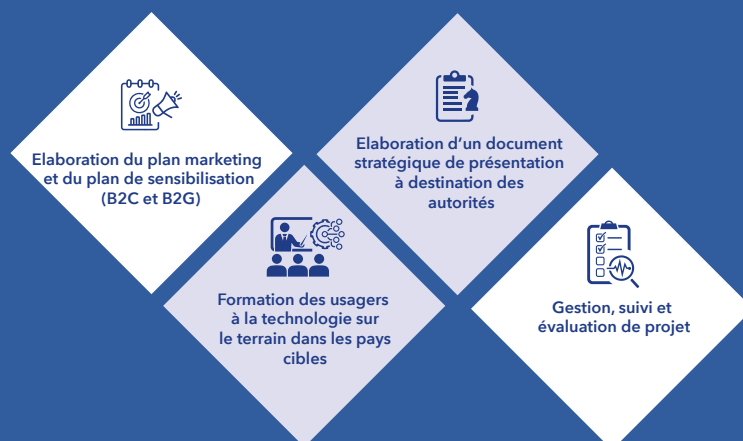 Elaboration du plan marketing
et du plan de sensibilisation
(B2C et B2G)
Formation des usagers
à la technologie sur
le terrain dans les pays
cibles
Elaboration d'un document
stratégique de présentation
à destination des
autorités
Gestion, suivi et
évaluation de projet